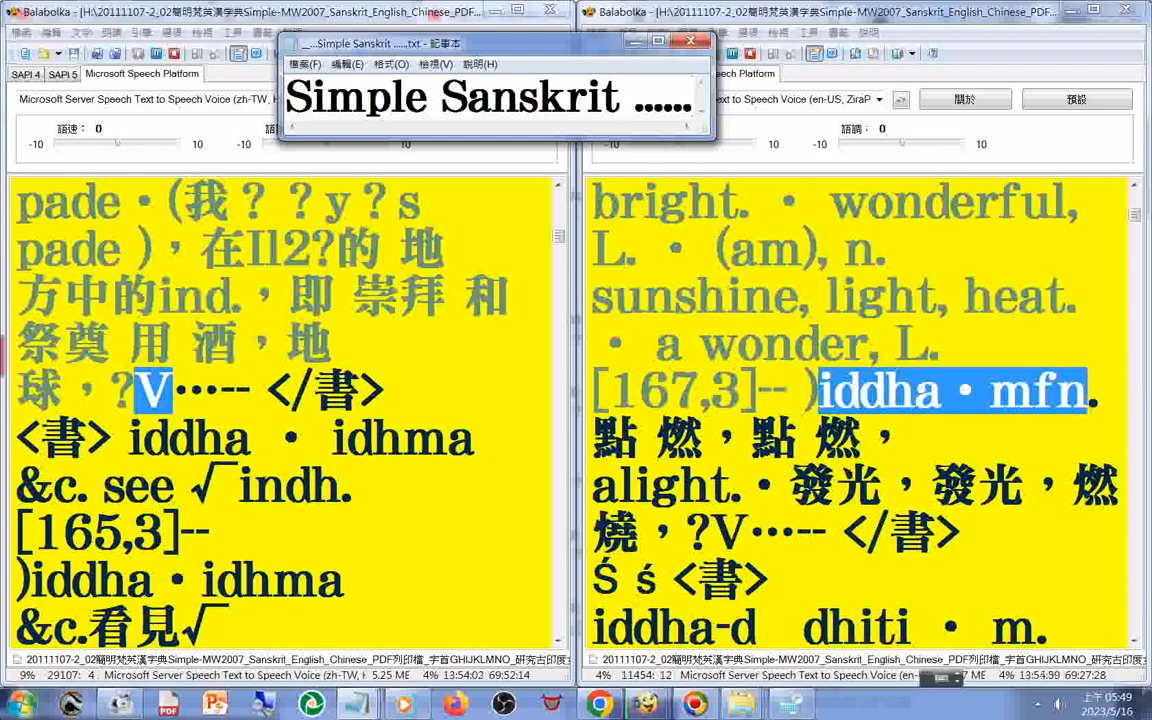 Balabolka - [H:\20111107-2_02簡明梵英漢字典Simple-MW2007_Sanskrit_English_Chinese_PDF...
Balabolka - [H:\20111107-2_02簡明梵英漢字典Simple-MW2007_Sanskrit_English_Chinese_PDF...
__...Simple Sanskrit ......txt - 記事本
檔案(F) 編輯(E) 格式(O) 檢視(V) 說明(H)
Simple Sanskrit ......
SAPI 4 SAPI 5 Microsoft Speech Platform
eech Platform
Microsoft Server Speech Text to Speech Voice (zh-TW, H
ext to Speech Voice (en-US, ZiraP
關於
預設
語速： 0
語調： 0
-10 10 -10 10
-10 10 -10 10
pade・(我？？y？s
pade )，在Il2?的 地
方中的ind.，即 崇拜 和
祭奠 用 酒，地
球，?V…-- </書>
<書> iddha ・ idhma
&c. see √indh.
[165,3]--
)iddha・idhma
&c.看見√
bright. ・ wonderful,
L. ・ (am), n.
sunshine, light, heat.
・ a wonder, L.
[167,3]-- )iddha・mfn.
點 燃，點 燃，
alight.・發光，發光，燃
燒，?V…-- </書>
Ś ś <書>
iddha-d dhiti ・ m.
20111107-2_02簡明梵英漢字典Simple-MW2007_Sanskrit_English_Chinese_PDF列印檔_字首GHIJKLMNO_研究古印度
20111107-2_02簡明梵英漢字典Simple-MW2007_Sanskrit_English_Chinese_PDF列印檔_字首GHIJKLMNO_研究古印度
9% 29107: 4 Microsoft Server Speech Text to Speech Voice (zh-TW, H 5.25 ME 4% 13:54:02 69:52:14
4% 11454: 12 Microsoft Server Speech Text to Speech Voice ME 4% 13:54:59 69:27:28
上午 05:49
2023/5/16